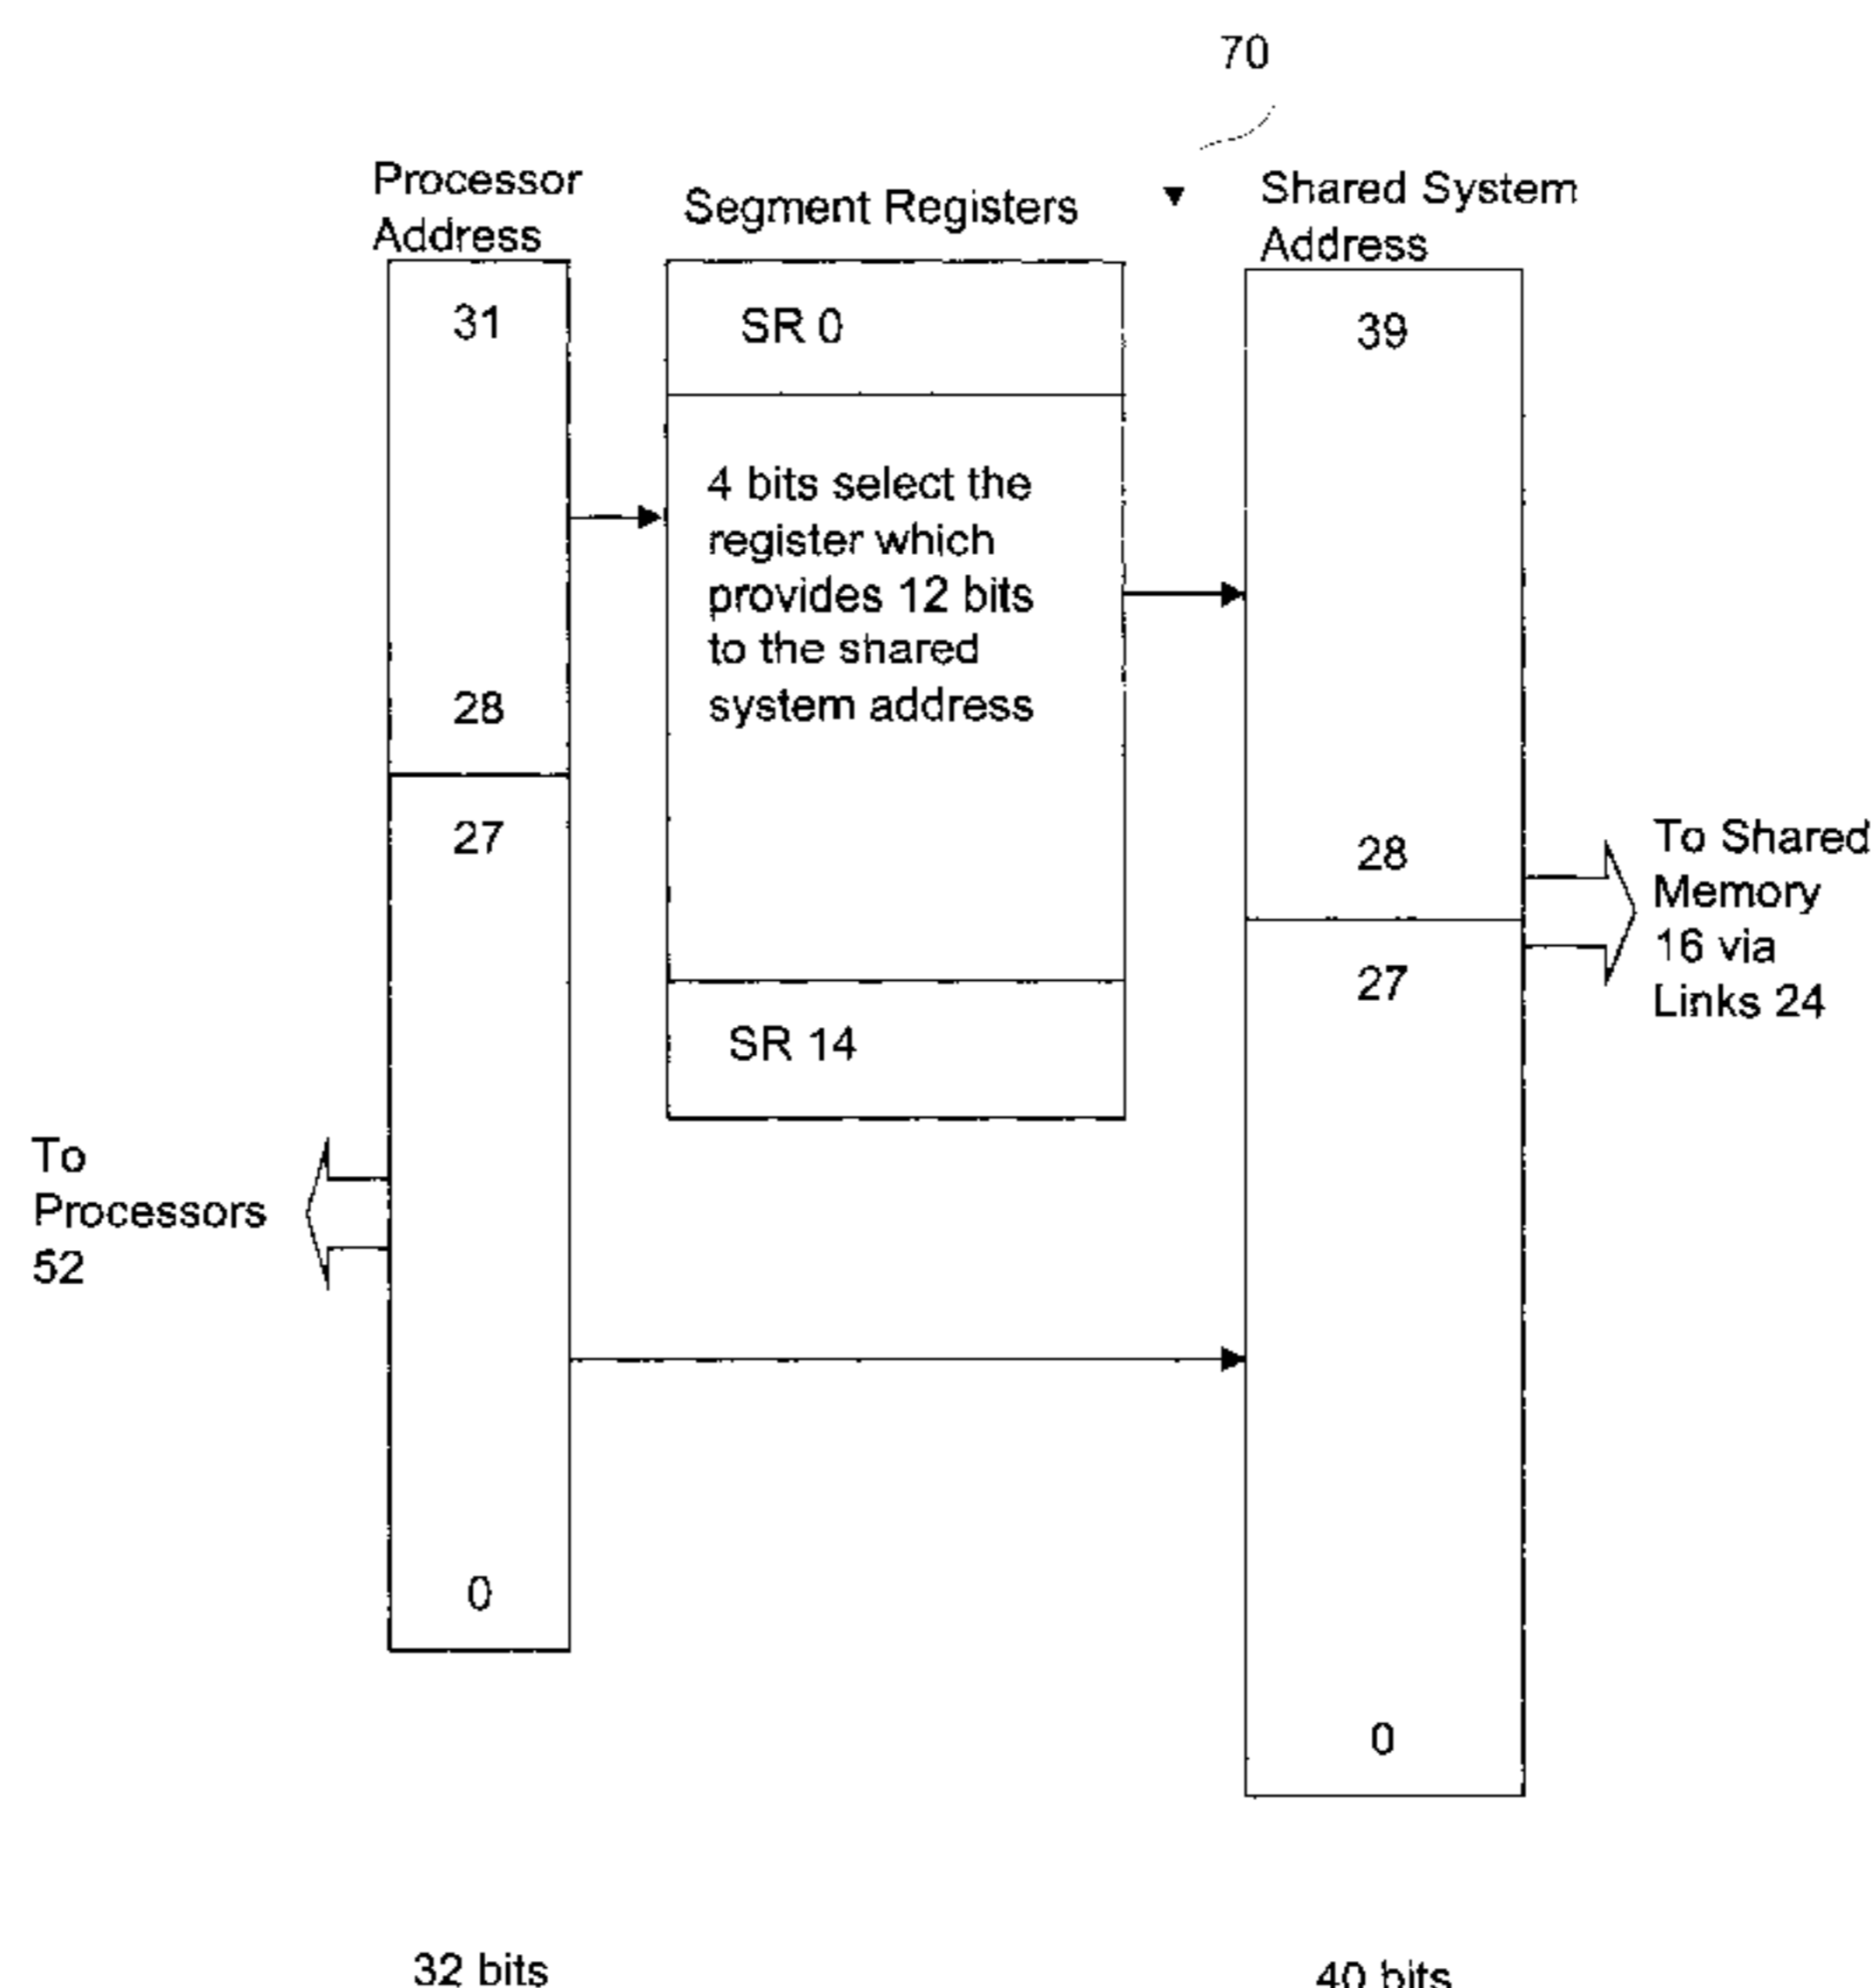 70
Processor
Address
Segment Registers
Shared System
Address
31
SR 0
39
4 bits select the
register which
provides 12 bits
to the shared
system address
28
27
28
27
To Shared
Memory
16 via
Links 24
SR 14
To
Processors
52
0
0
32 bits
40 bits